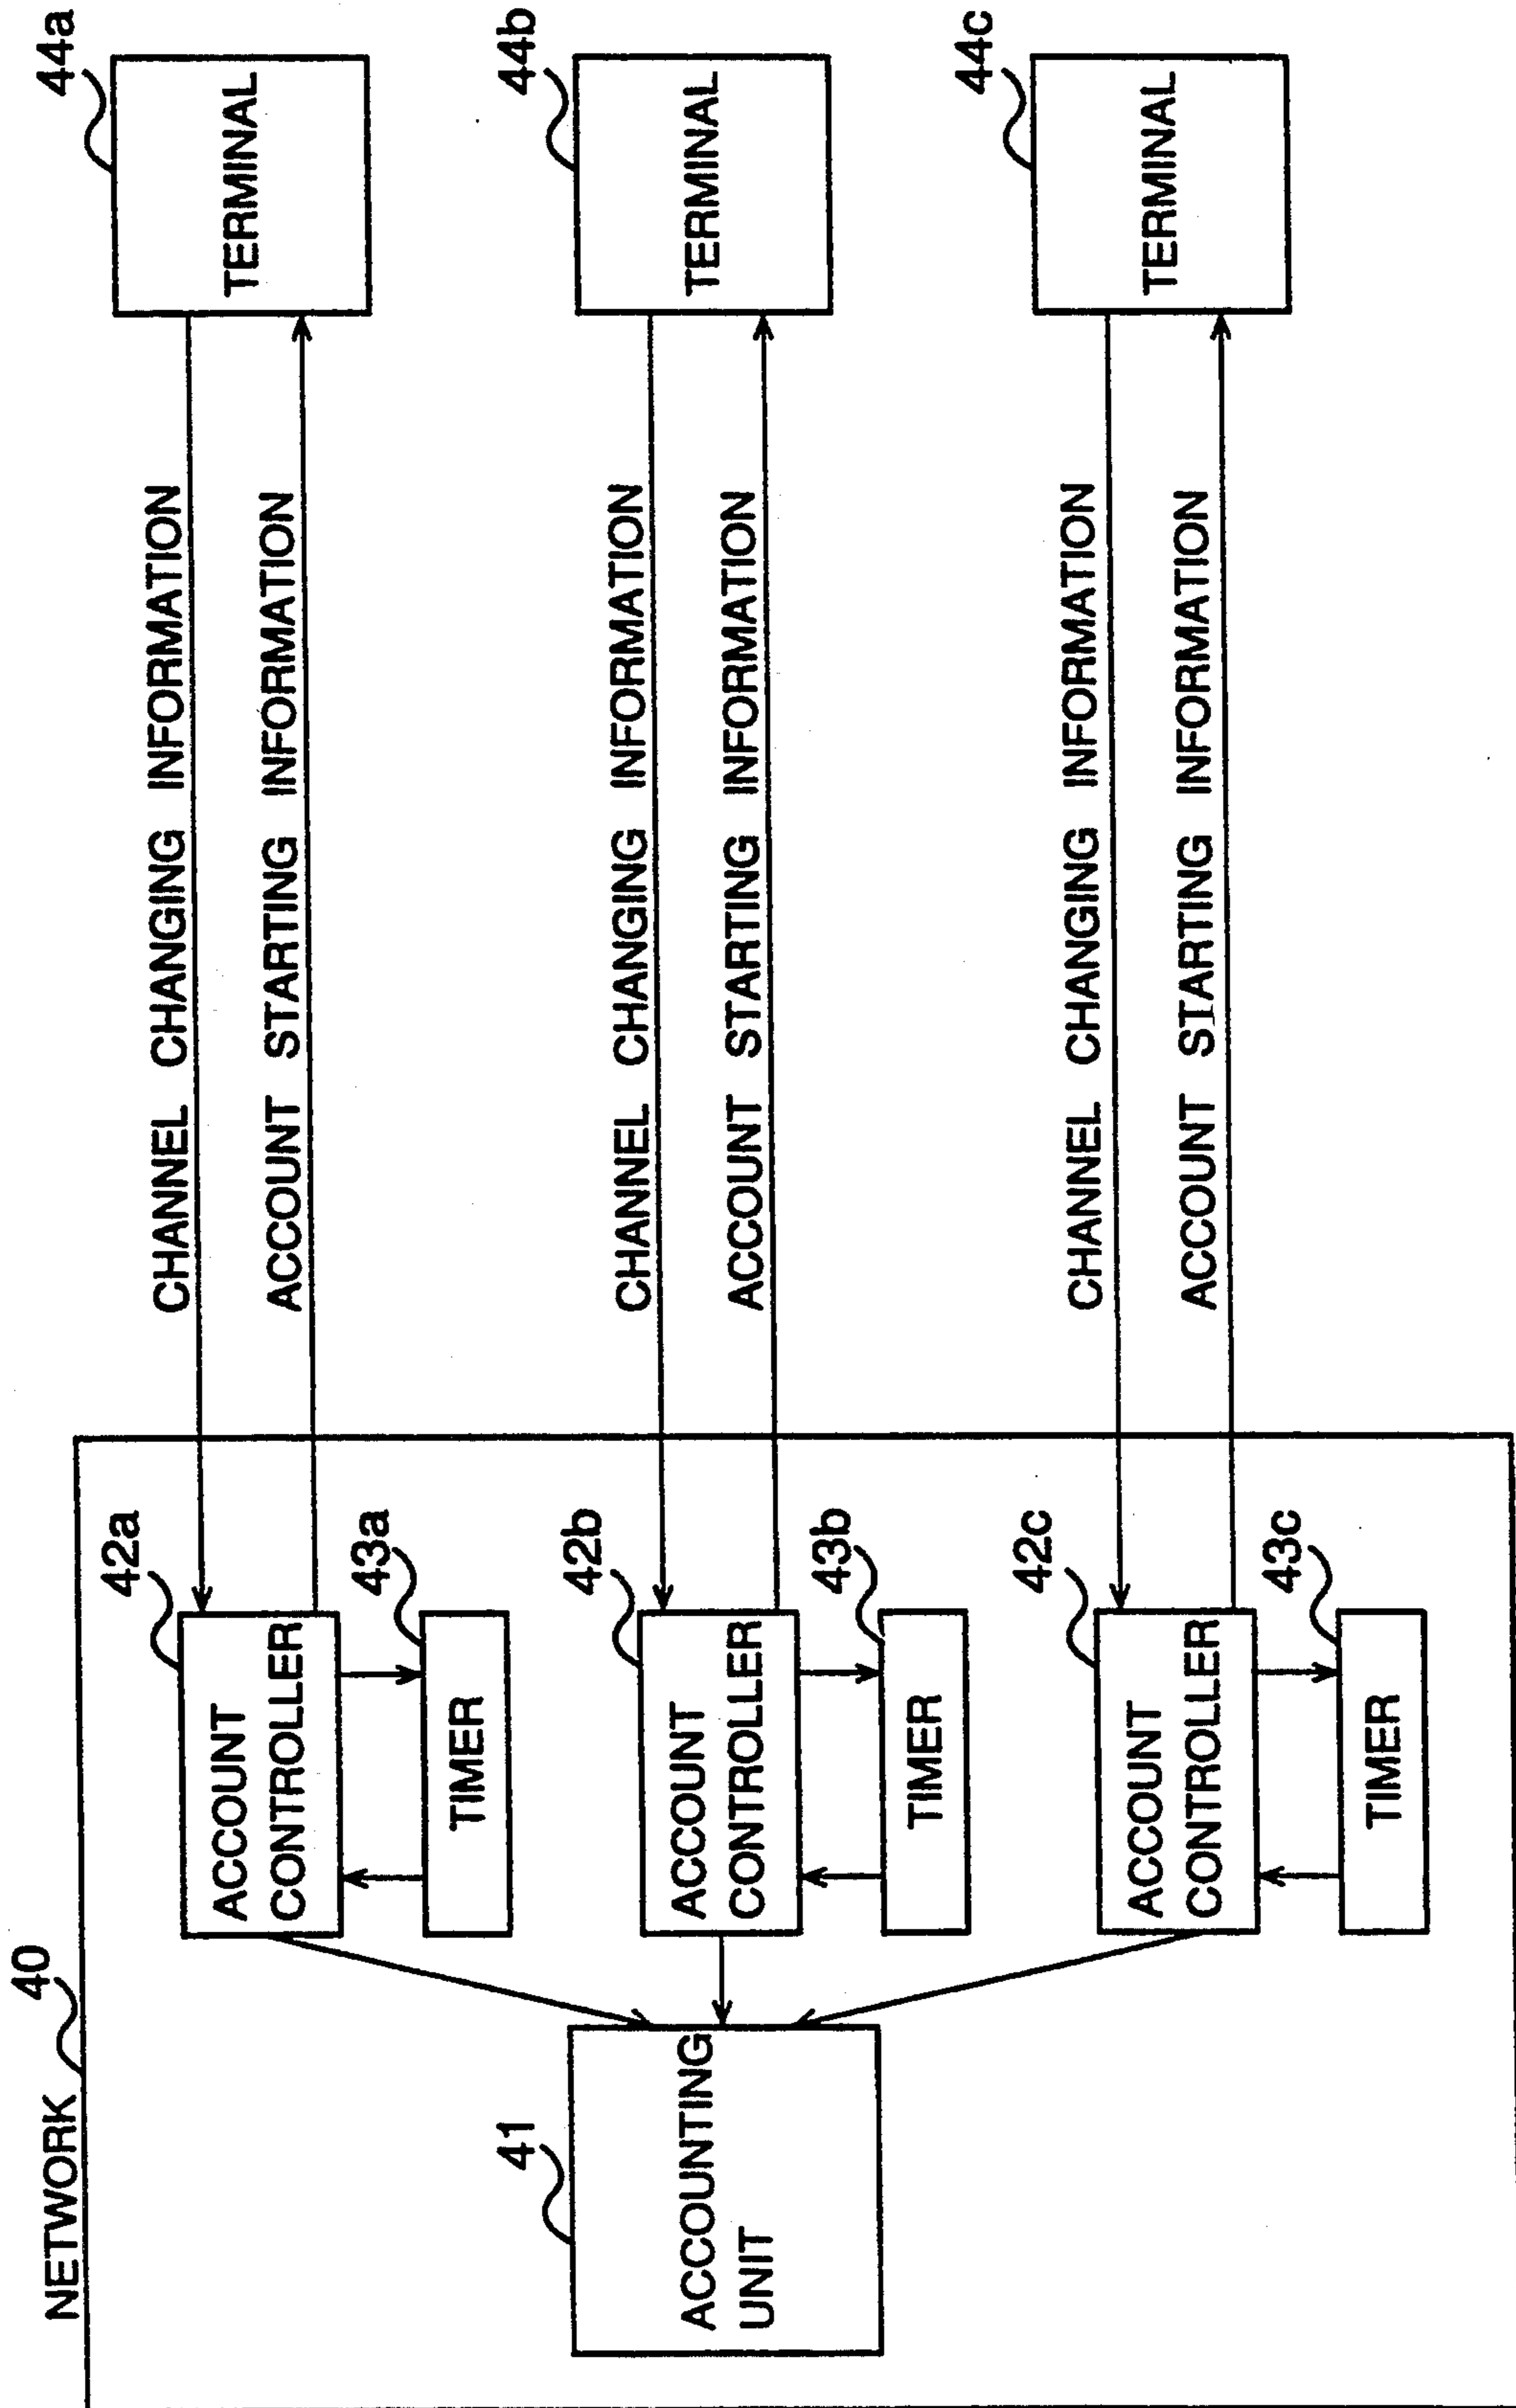 NETWORK
40
41
ACCOUNTING
UNIT
42a
ACCOUNT
CONTROLLER
43a
TIMER
CHANNEL CHANGING INFORMATION
ACCOUNT STARTING INFORMATION
44a
TERMINAL
42b
ACCOUNT
CONTROLLER
43b
TIMER
CHANNEL CHANGING INFORMATION
ACCOUNT STARTING INFORMATION
44b
TERMINAL
42c
ACCOUNT
CONTROLLER
43c
TIMER
CHANNEL CHANGING INFORMATION
ACCOUNT STARTING INFORMATION
44c
TERMINAL